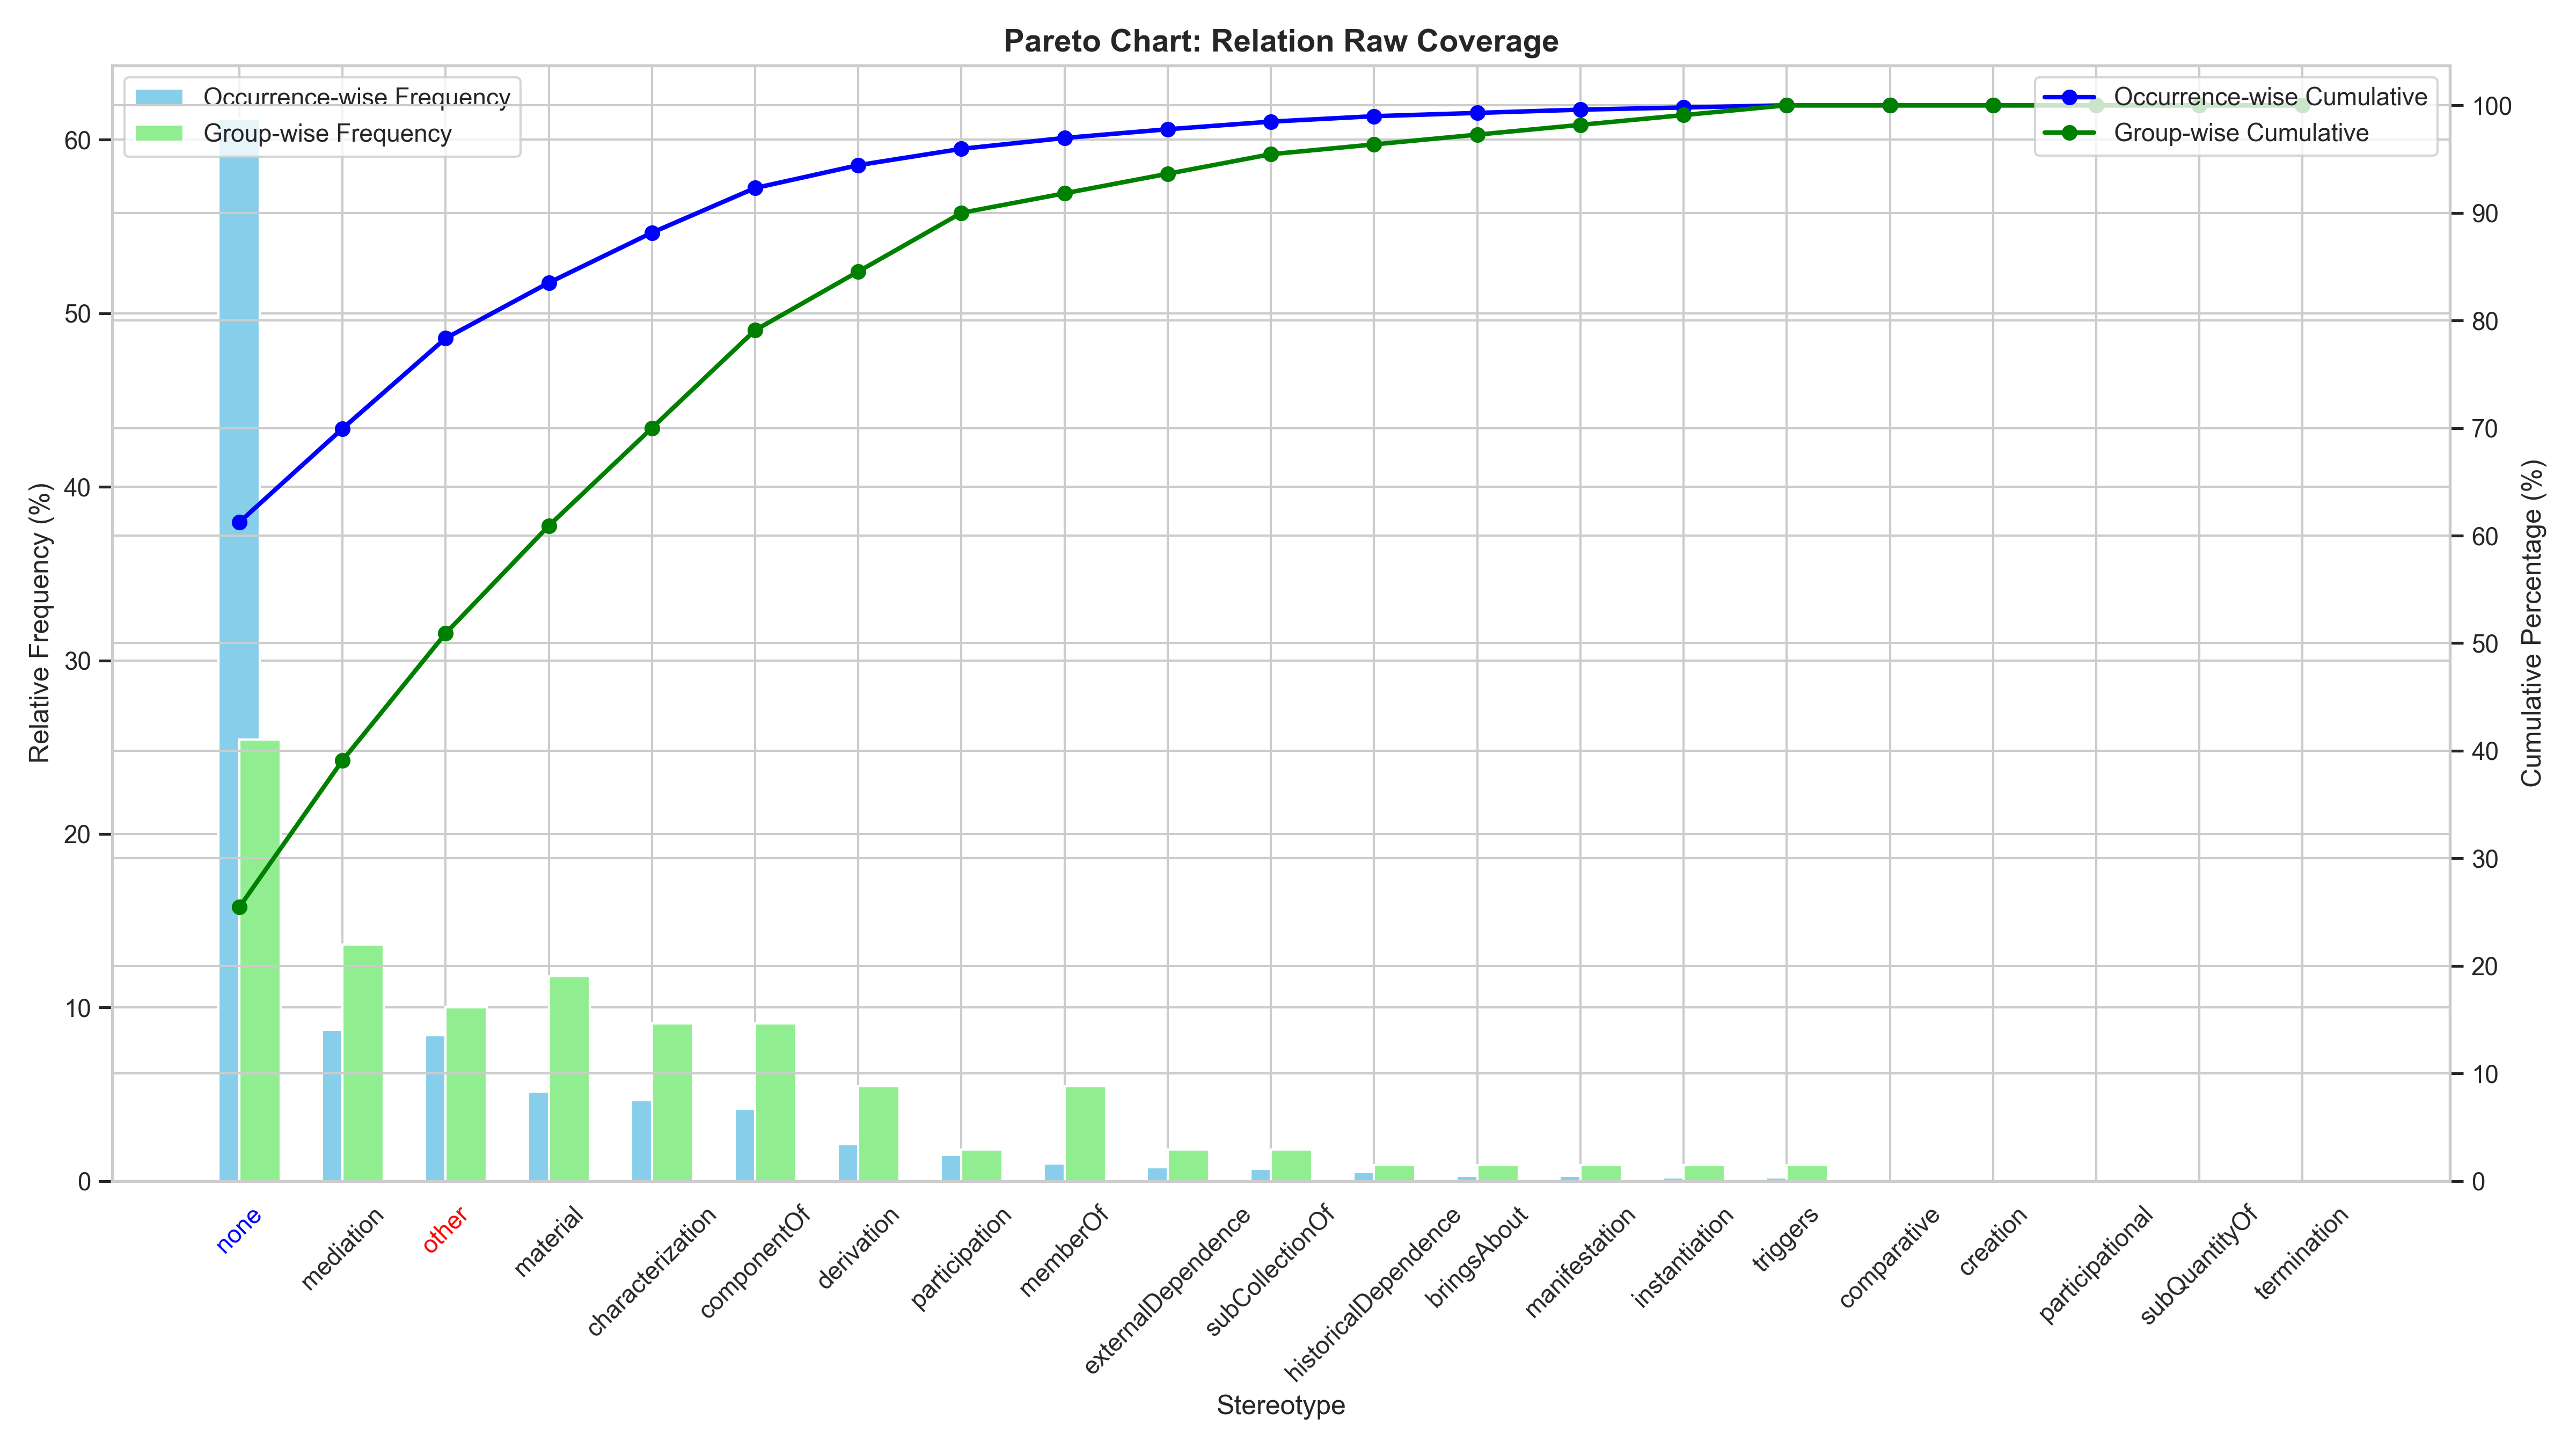 Pareto Chart: Relation Raw Coverage
Occurrence-wise Frequency
Group-wise Frequency
Occurrence-wise Cumulative
Group-wise Cumulative
Relative Frequency (%)
60
50
40
30
20
10
0
Cumulative Percentage (%)
100
90
80
70
60
50
40
30
20
10
0
none
mediation
other
material
characterization
componentOf
derivation
participation
memberOf
externalDependence
subCollectionOf
historicalDependence
bringsAbout
manifestation
instantiation
triggers
comparative
creation
participational
subQuantityOf
termination
Stereotype